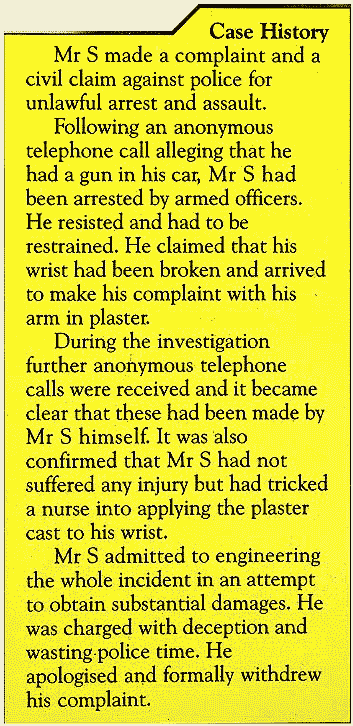 Case History
Mr S made a complaint and a
civil claim against police for
unlawful arrest and assault.
Following an anonymous
telephone call alleging that he
had a gun in his car, Mr S had
been arrested by armed officers.
He resisted and had to be
restrained. He claimed that his
wrist had been broken and arrived
to make his complaint with his
arm in plaster.
During the investigation
further anonymous telephone
calls were received and it became
clear that these had been made by
Mr S himself. It was also
confirmed that Mr S had not
suffered any injury but had tricked
a nurse into applying the plaster
cast to his wrist.
Mr S admitted to engineering
the whole incident in an attempt
to obtain substantial damages. He
was charged with deception and
wasting police time. He
apologised and formally withdrew
his complaint.